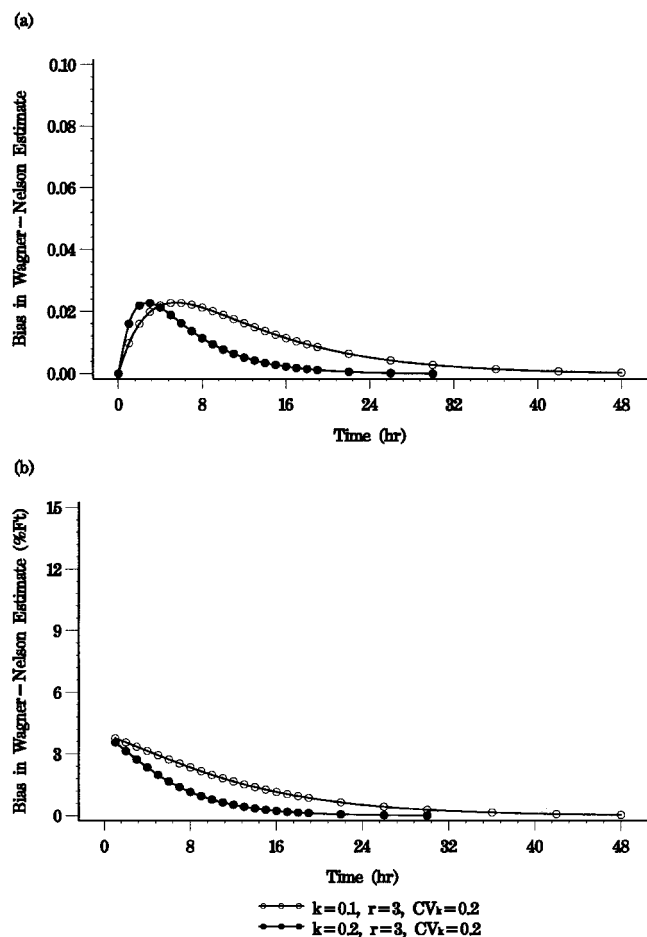 (a)
Bias in Wagner-Nelson Estimate
0.10
0.08
0.06
0.04
0.02
0.00
0 8 16 24 32 40 48
Time (hr)
(b)
Bias in Wagner-Nelson Estimate (%Ft)
15
12
9
6
3
0
0 8 16 24 32 40 48
Time (hr)
k=0.1, r=3, CVk=0.2
k=0.2, r=3, CVk=0.2